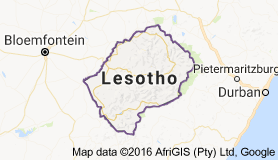 Bloemfontein
Lesotho
Pietermaritzburg
Durban
Map data ©2016 AfriGIS (Pty) Ltd, Google